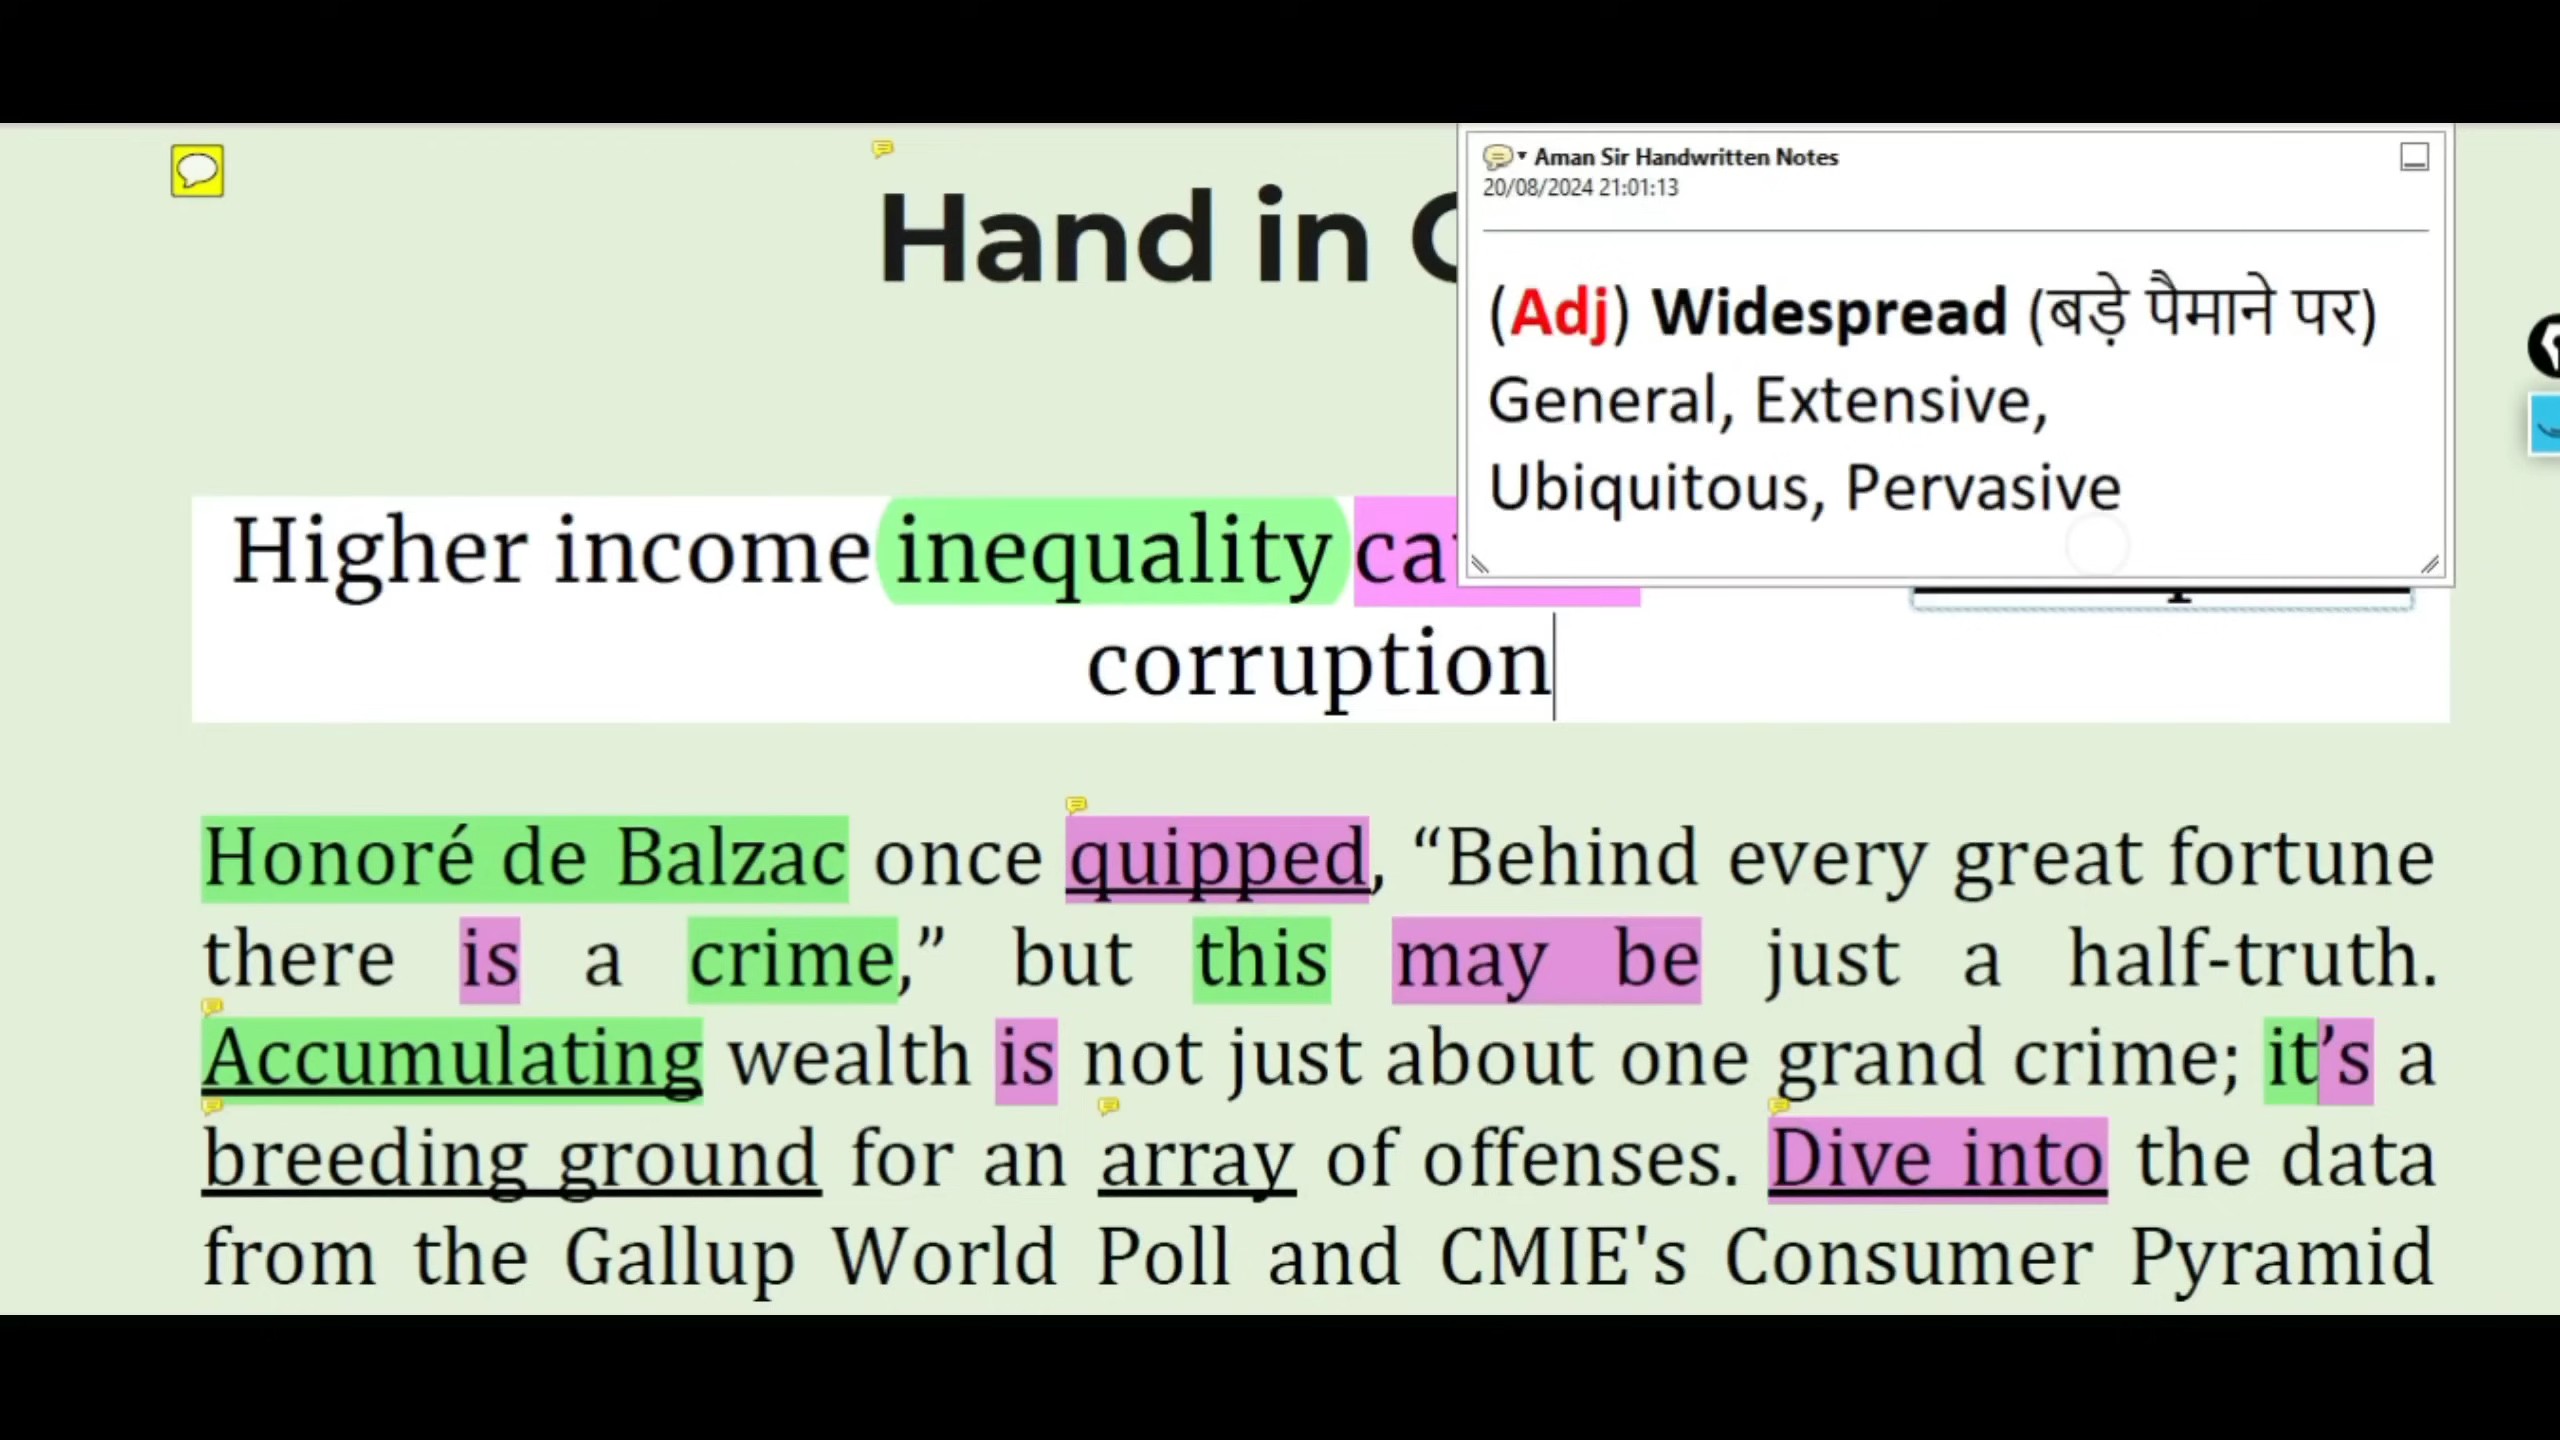 Hand in
Aman Sir Handwritten Notes
20/08/2024 21:01:13
(Adj) Widespread (बड़े पैमाने पर)
General, Extensive,
Ubiquitous, Pervasive
Higher income inequality
corruption
Honoré de Balzac once quipped, “Behind every great fortune
there is a crime,” but this may be just a half-truth.
Accumulating wealth is not just about one grand crime; it’s a
breeding ground for an array of offenses. Dive into the data
from the Gallup World Poll and CMIE's Consumer Pyramid